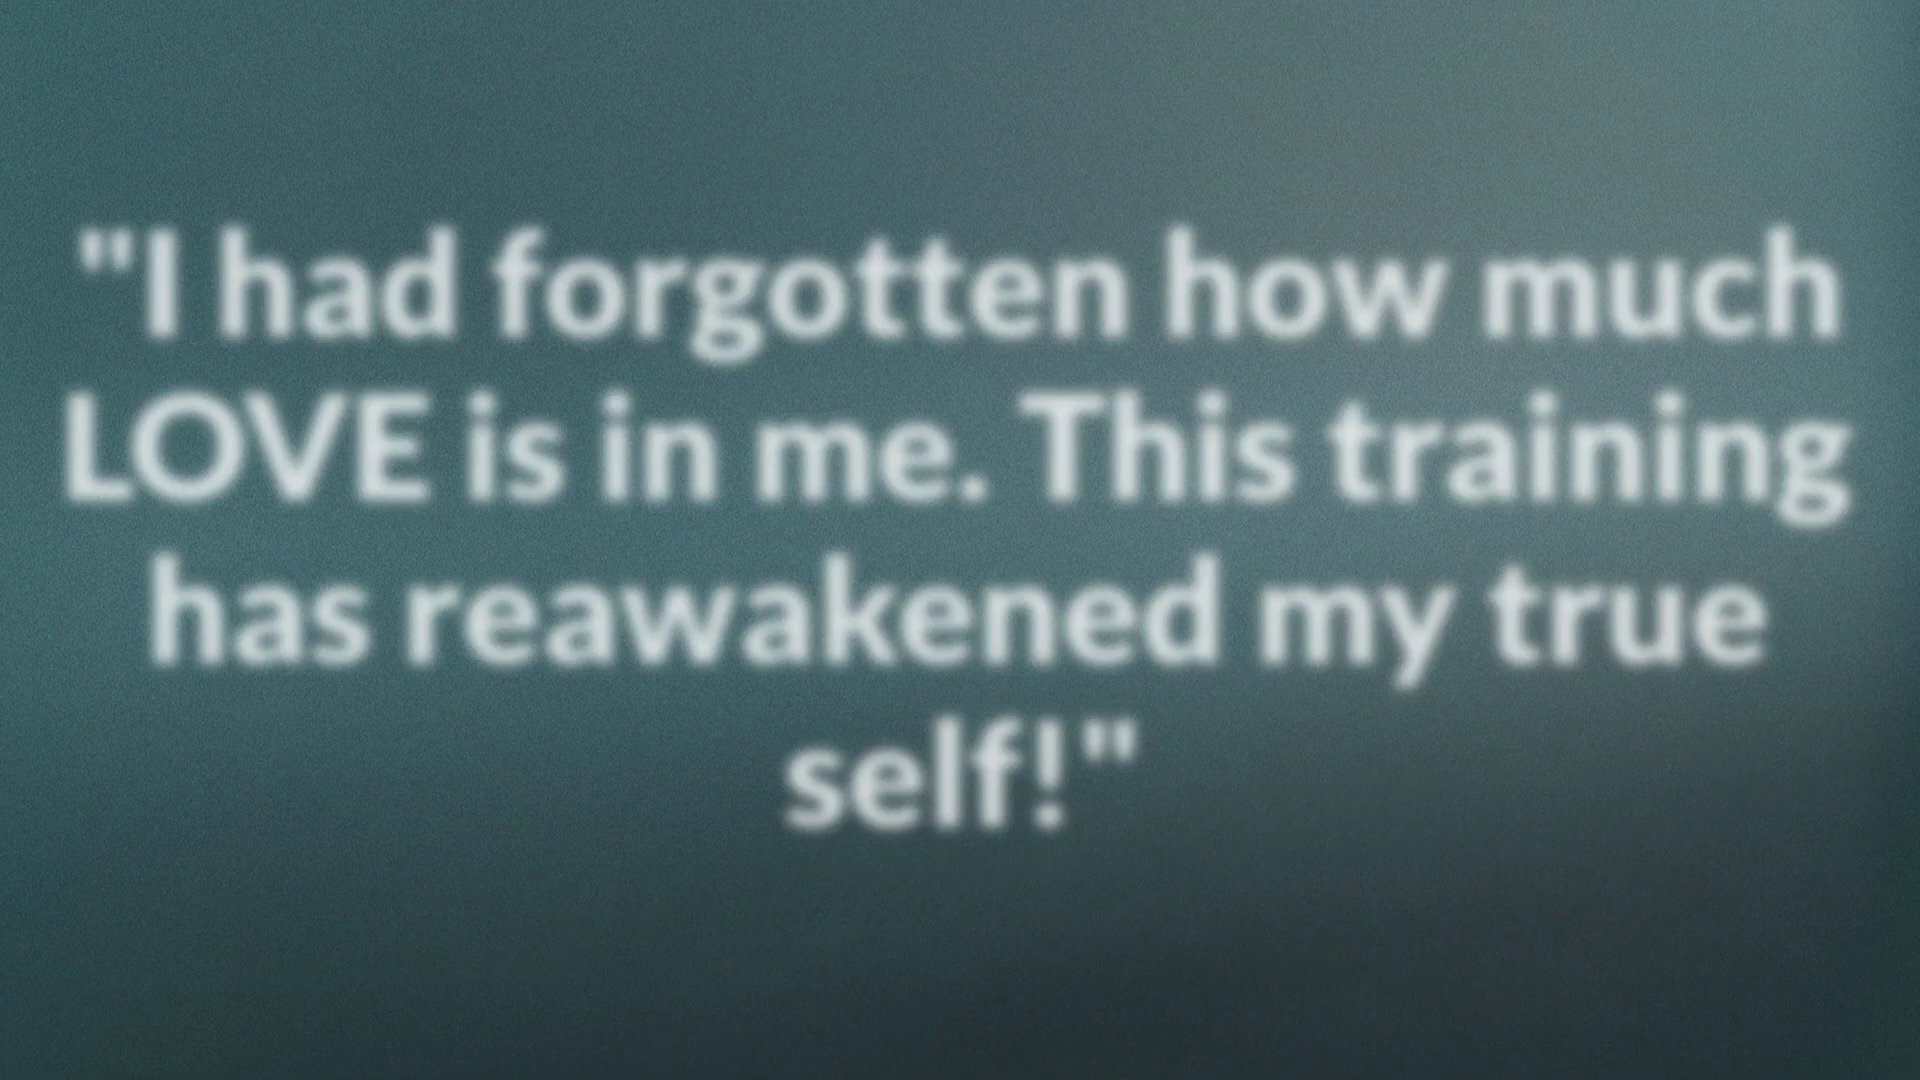 "I had forgotten how much
LOVE is in me. This training
has reawakened my true
self!"